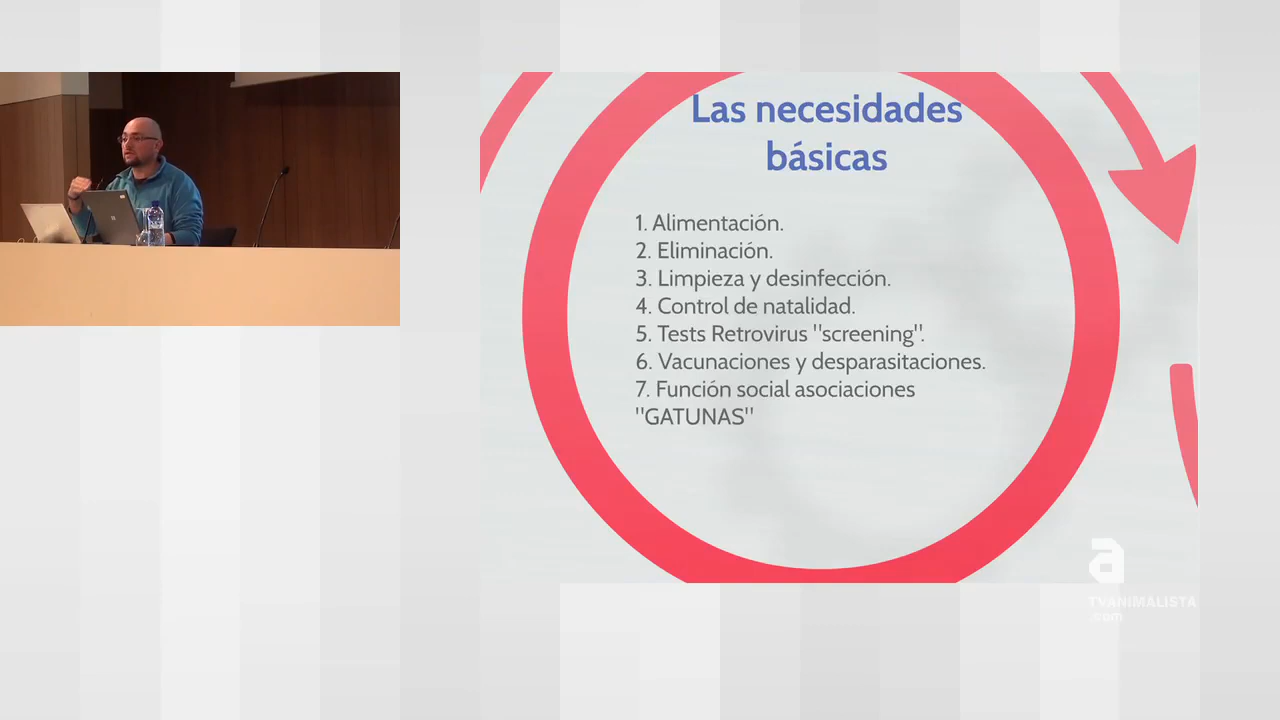 Las necesidades
básicas
1. Alimentación.
2. Eliminación.
3. Limpieza y desinfección.
4. Control de natalidad.
5. Tests Retrovirus "screening".
6. Vacunaciones y desparasitaciones.
7. Función social asociaciones
"GATUNAS"
a
TVANIMALISTA
.com